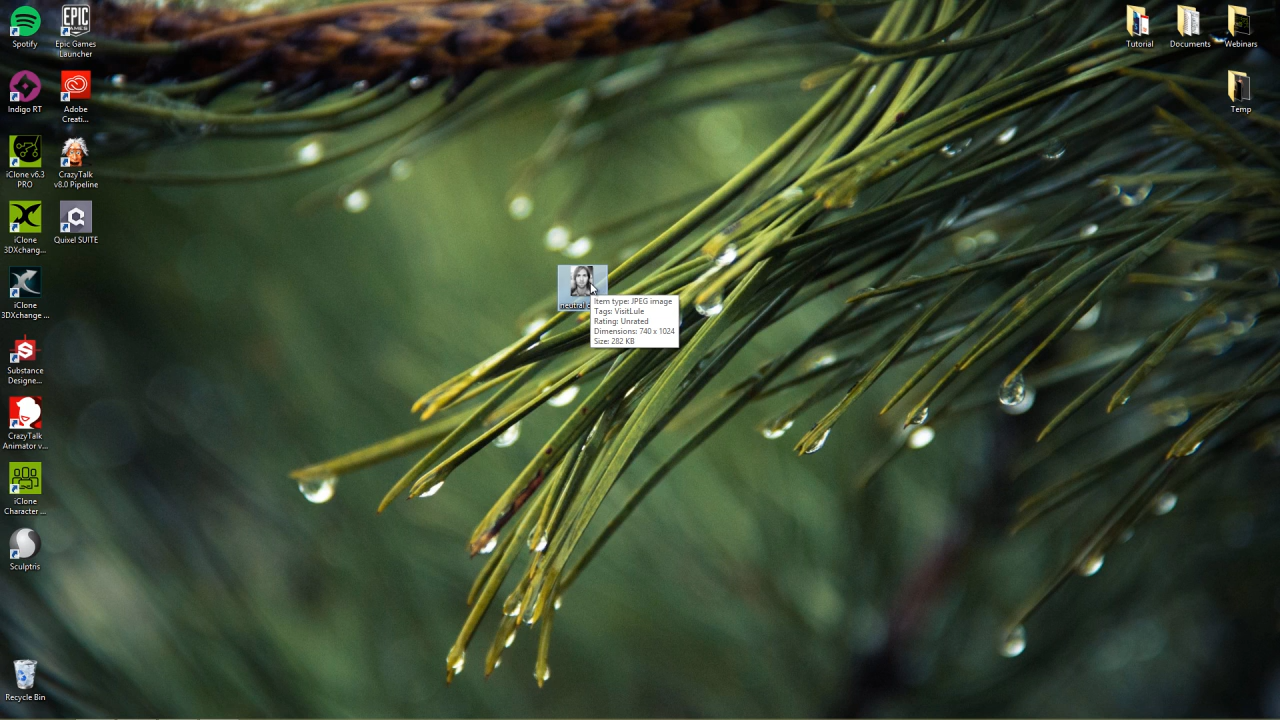 Spotify
EPIC
GAMES
Epic Games
Launcher
Tutorial
Documents
Webinars
Indigo RT
Adobe
Creati...
Temp
iClone v6.3
PRO
CrazyTalk
v8.0 Pipeline
iClone
3DXchang...
Quixel SUITE
iClone
3DXchange ...
neutral
Item type: JPEG image
Tags: VisitLule
Rating: Unrated
Dimensions: 740 x 1024
Size: 282 KB
Substance
Designe...
CrazyTalk
Animator v...
iClone
Character ...
Sculptris
Recycle Bin